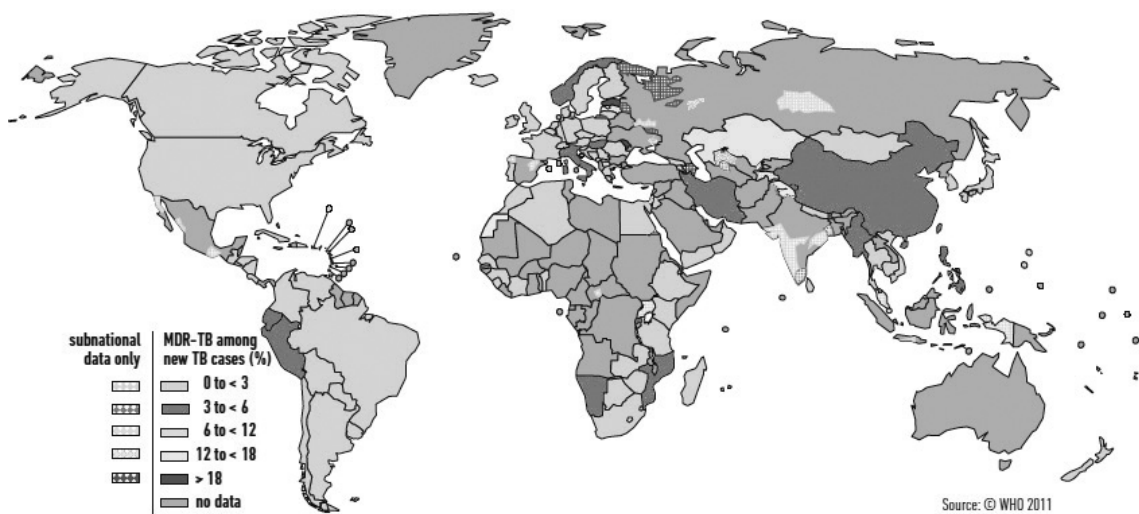 subnational
data only
MDR-TB among
new TB cases (%)
0 to < 3
3 to < 6
6 to < 12
12 to < 18
> 18
no data
Source: © WHO 2011